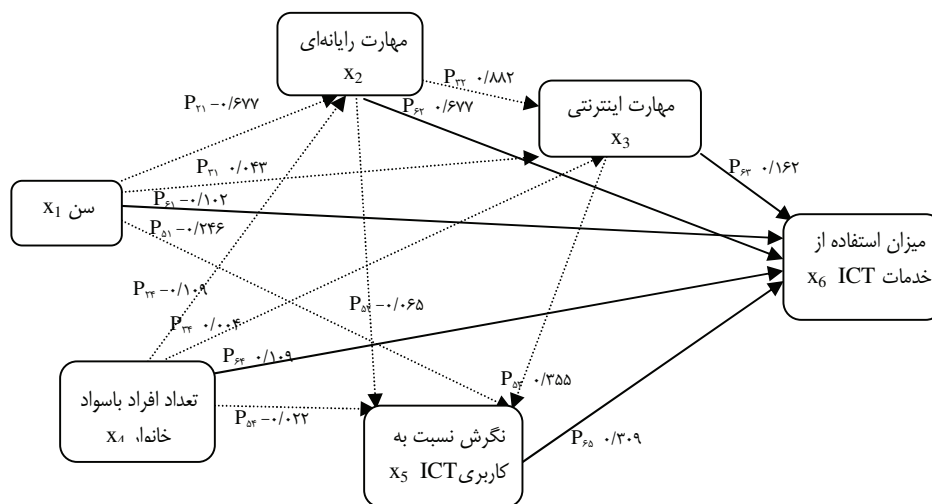 مهارت رایانه‌ای
x2
P۳۲ ۰/۸۸۲
مهارت اینترنتی
x3
P۲۱ -۰/۶۷۷
P۶۲ ۰/۶۷۷
P۳۱ ۰/۰۴۳
P۶۳ ۰/۱۶۲
سن x1
P۶۱ -۰/۱۰۲
P۵۱ -۰/۲۴۶
میزان استفاده از
خدمات x6 ICT
P۲۴ -۰/۱۰۹
P۵۲ -۰/۰۶۵
P۳۴ ۰/۰۰۴
P۶۴ ۰/۱۰۹
P۵۳ ۰/۳۵۵
تعداد افراد باسواد
خانوار x4
P۵۴ -۰/۰۲۲
نگرش نسبت به
کاربری x5 ICT
P۶۵ ۰/۳۰۹